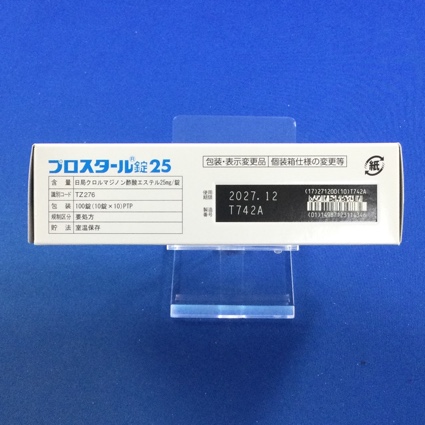 プロスタール®錠25
包装・表示変更品 個装箱仕様の変更等
紙
含 量 日局クロルマジノン酢酸エステル25mg/錠
識別コード TZ276
包 装 100錠(10錠×10)PTP
規制区分 要処方
貯 法 室温保存
使用期限 2027.12
製造番号 T742A
(17)271200(10)T742A